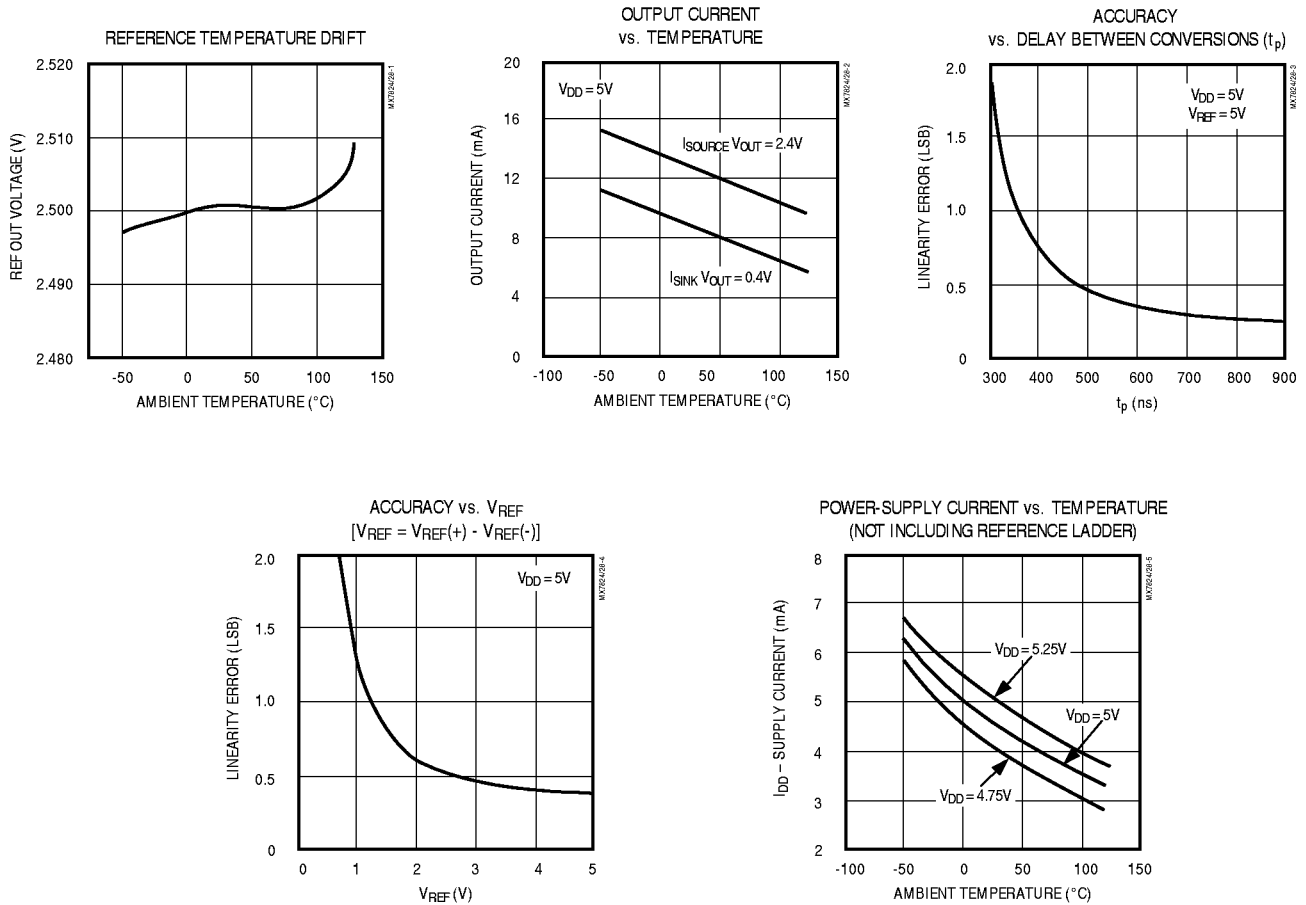 REFERENCE TEMPERATURE DRIFT
2.520
2.510
2.500
2.490
2.480
REF OUT VOLTAGE (V)
-50 0 50 100 150
AMBIENT TEMPERATURE (°C)
MX7824/28-1
OUTPUT CURRENT
vs. TEMPERATURE
20
16
12
8
4
0
OUTPUT CURRENT (mA)
VDD = 5V
ISOURCE VOUT = 2.4V
ISINK VOUT = 0.4V
-100 -50 0 50 100 150
AMBIENT TEMPERATURE (°C)
MX7824/28-2
ACCURACY
vs. DELAY BETWEEN CONVERSIONS (tp)
2.0
1.5
1.0
0.5
0
LINEARITY ERROR (LSB)
VDD = 5V
VREF = 5V
300 400 500 600 700 800 900
tp (ns)
MX7824/28-3
ACCURACY vs. VREF
[VREF = VREF(+) - VREF(-)]
2.0
1.5
1.0
0.5
0
LINEARITY ERROR (LSB)
VDD = 5V
0 1 2 3 4 5
VREF (V)
MX7824/28-4
POWER-SUPPLY CURRENT vs. TEMPERATURE
(NOT INCLUDING REFERENCE LADDER)
8
7
6
5
4
3
2
IDD – SUPPLY CURRENT (mA)
VDD = 5.25V
VDD = 5V
VDD = 4.75V
-100 -50 0 50 100 150
AMBIENT TEMPERATURE (°C)
MX7824/28-5